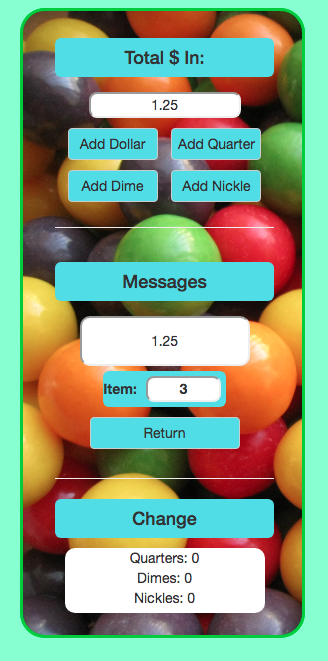 Total $ In:
1.25
Add Dollar Add Quarter
Add Dime Add Nickle
Messages
1.25
Item: 3
Return
Change
Quarters: 0
Dimes: 0
Nickles: 0